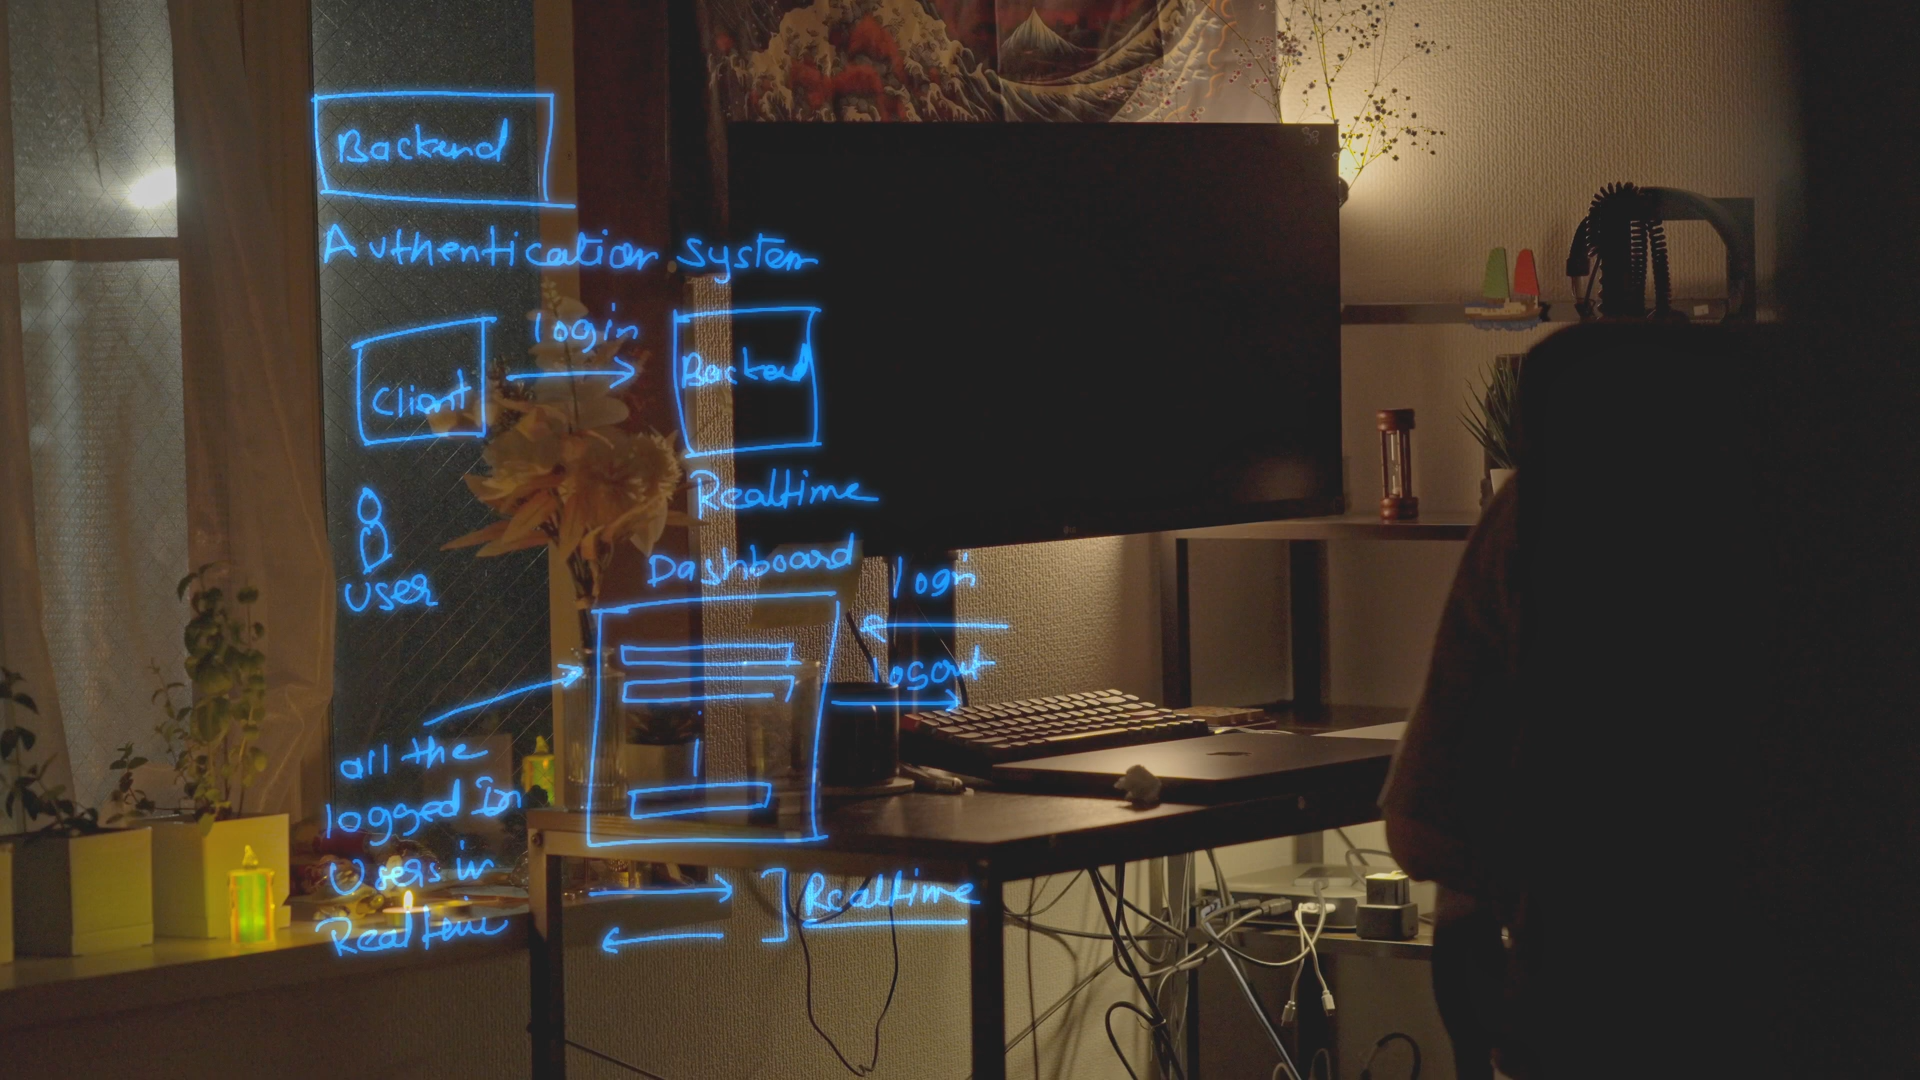 Backend
Authentication System
login
Client
Backend
Realtime
User
Dashboard
login
logout
all the
logged In
Users in
Realtime
Realtime